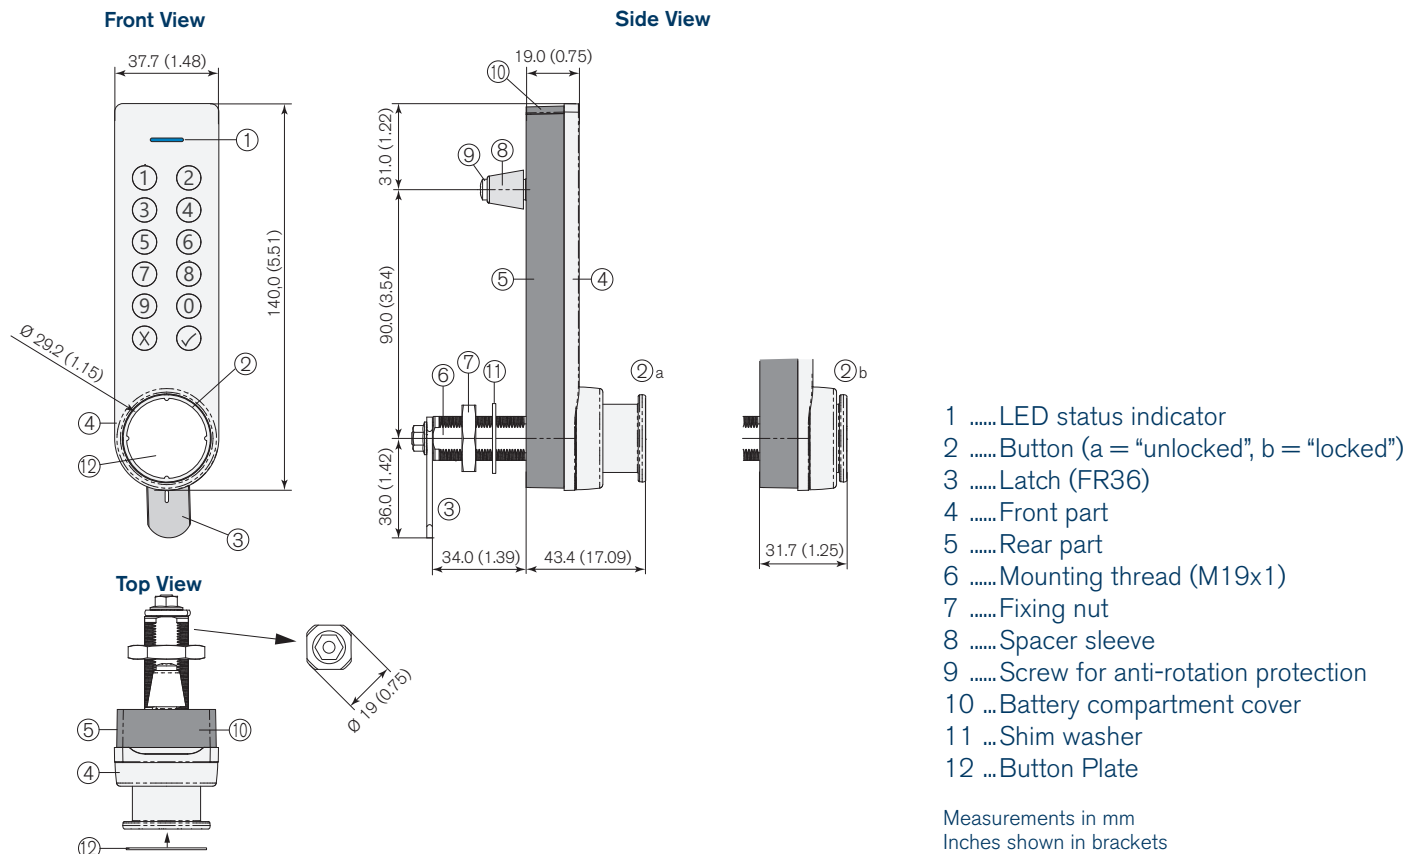 Front View
37.7 (1.48)
①
1 2
3 4
5 6
7 8
9 0
X ✓
140,0 (5.51)
Ø 29.2 (1.15)
②
④
⑫
③
Side View
19.0 (0.75)
⑩
31.0 (1.22)
⑨ ⑧
⑤ ④
90.0 (3.54)
⑥ ⑦ ⑪
②a
36.0 (1.42)
③
34.0 (1.39) 43.4 (17.09)
②b
31.7 (1.25)
Top View
Ø 19 (0.75)
⑤ ⑩
④
⑫
1 ......LED status indicator
2 ......Button (a = “unlocked”, b = “locked”)
3 ......Latch (FR36)
4 ......Front part
5 ......Rear part
6 ......Mounting thread (M19x1)
7 ......Fixing nut
8 ......Spacer sleeve
9 ......Screw for anti-rotation protection
10 ...Battery compartment cover
11 ...Shim washer
12 ...Button Plate
Measurements in mm
Inches shown in brackets